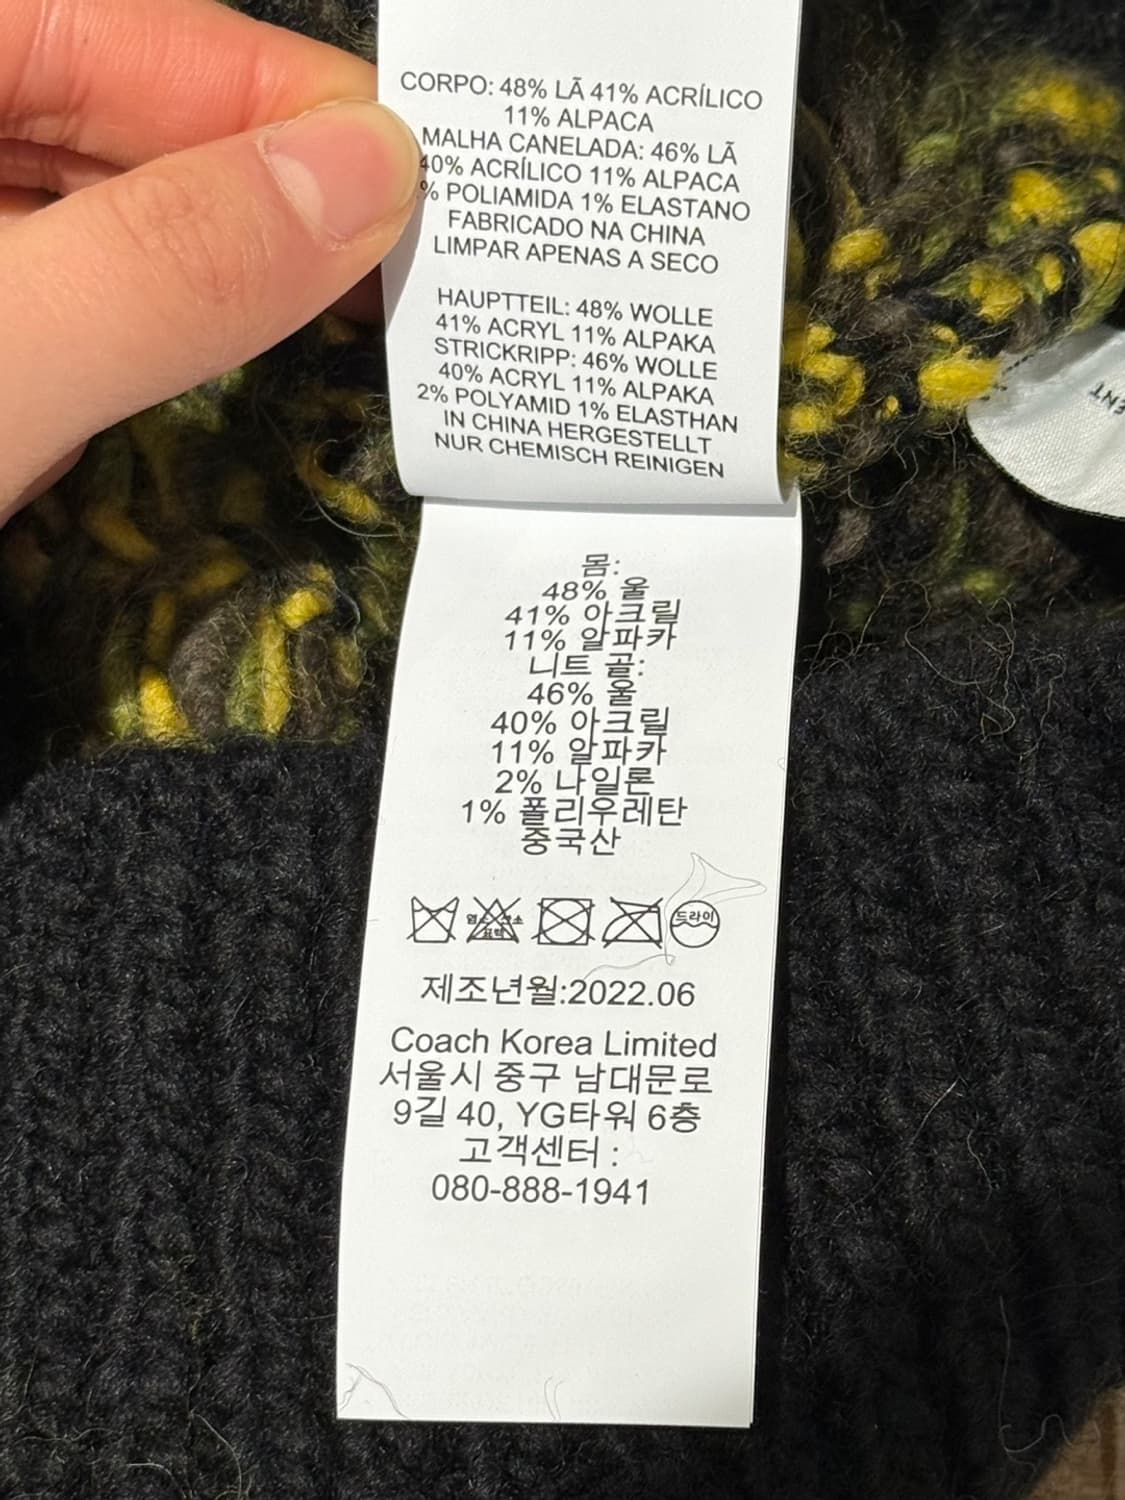 CORPO: 48% LÃ 41% ACRÍLICO
11% ALPACA
MALHA CANELADA: 46% LÃ
40% ACRÍLICO 11% ALPACA
% POLIAMIDA 1% ELASTANO
FABRICADO NA CHINA
LIMPAR APENAS A SECO
HAUPTTEIL: 48% WOLLE
41% ACRYL 11% ALPAKA
STRICKRIPP: 46% WOLLE
40% ACRYL 11% ALPAKA
2% POLYAMID 1% ELASTHAN
IN CHINA HERGESTELLT
NUR CHEMISCH REINIGEN
몸:
48% 울
41% 아크릴
11% 알파카
니트 골:
46% 울
40% 아크릴
11% 알파카
2% 나일론
1% 폴리우레탄
중국산
드라이
제조년월:2022.06
Coach Korea Limited
서울시 중구 남대문로
9길 40, YG타워 6층
고객센터 :
080-888-1941